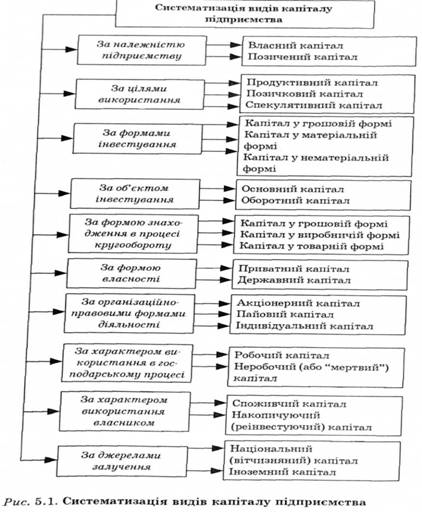 Систематизація видів капіталу
підприємства
За належністю
підприємству
Власний капітал
Позичений капітал
За цілями
використання
Продуктивний капітал
Позичковий капітал
Спекулятивний капітал
За формами
інвестування
Капітал у грошовій формі
Капітал у матеріальній
формі
Капітал у нематеріальній
формі
За об’єктом
інвестування
Основний капітал
Оборотний капітал
За формою знахо-
дження в процесі
кругообороту
Капітал у грошовій формі
Капітал у виробничій формі
Капітал у товарній формі
За формою
власності
Приватний капітал
Державний капітал
За організаційно-
правовими формами
діяльності
Акціонерний капітал
Пайовий капітал
Індивідуальний капітал
За характером ви-
користання в гос-
подарському процесі
Робочий капітал
Неробочий (або “мертвий”)
капітал
За характером
використання
власником
Споживчий капітал
Накопичуючий
(реінвестуючий) капітал
За джерелами
залучення
Національний
(вітчизняний) капітал
Іноземний капітал
Рис. 5.1. Систематизація видів капіталу підприємства